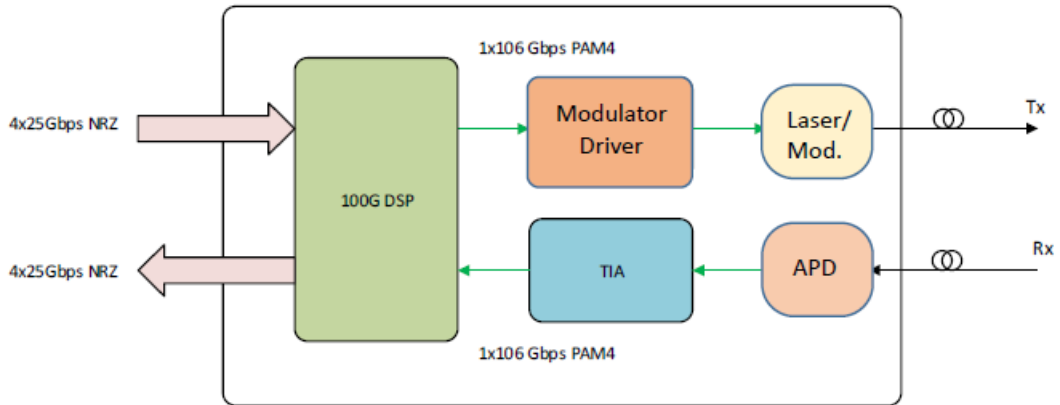 1x106 Gbps PAM4
4x25Gbps NRZ
100G DSP
Modulator
Driver
Laser/
Mod.
Tx
4x25Gbps NRZ
TIA
APD
Rx
1x106 Gbps PAM4